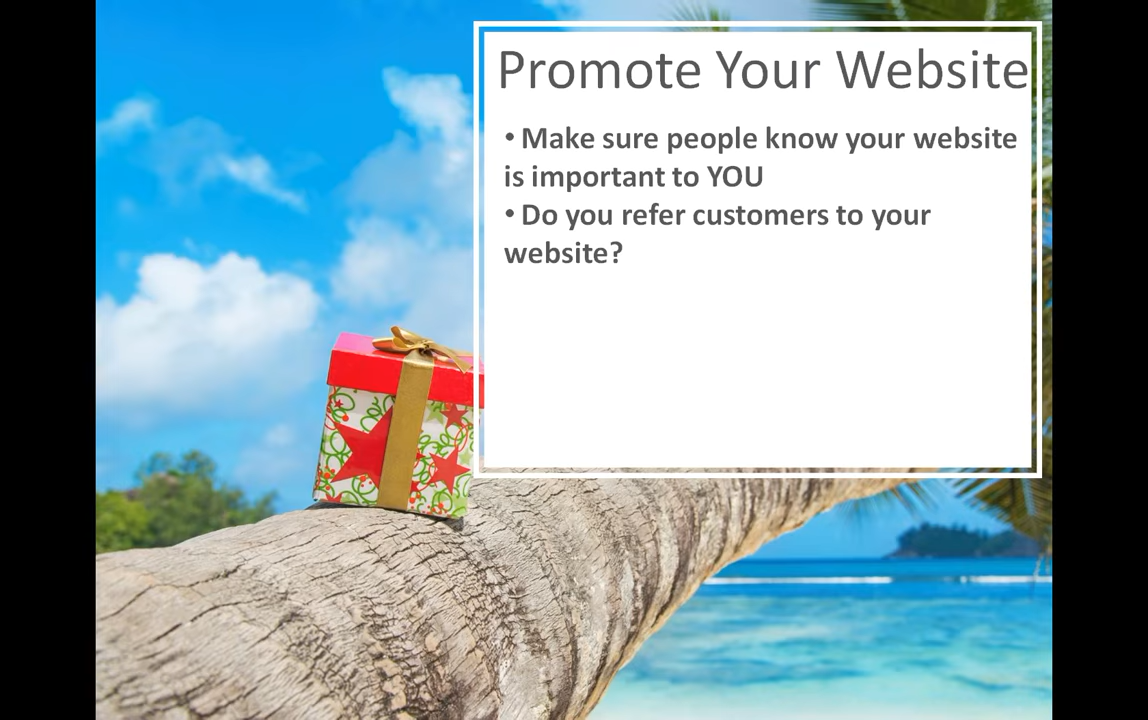 Promote Your Website
• Make sure people know your website
is important to YOU
• Do you refer customers to your
website?